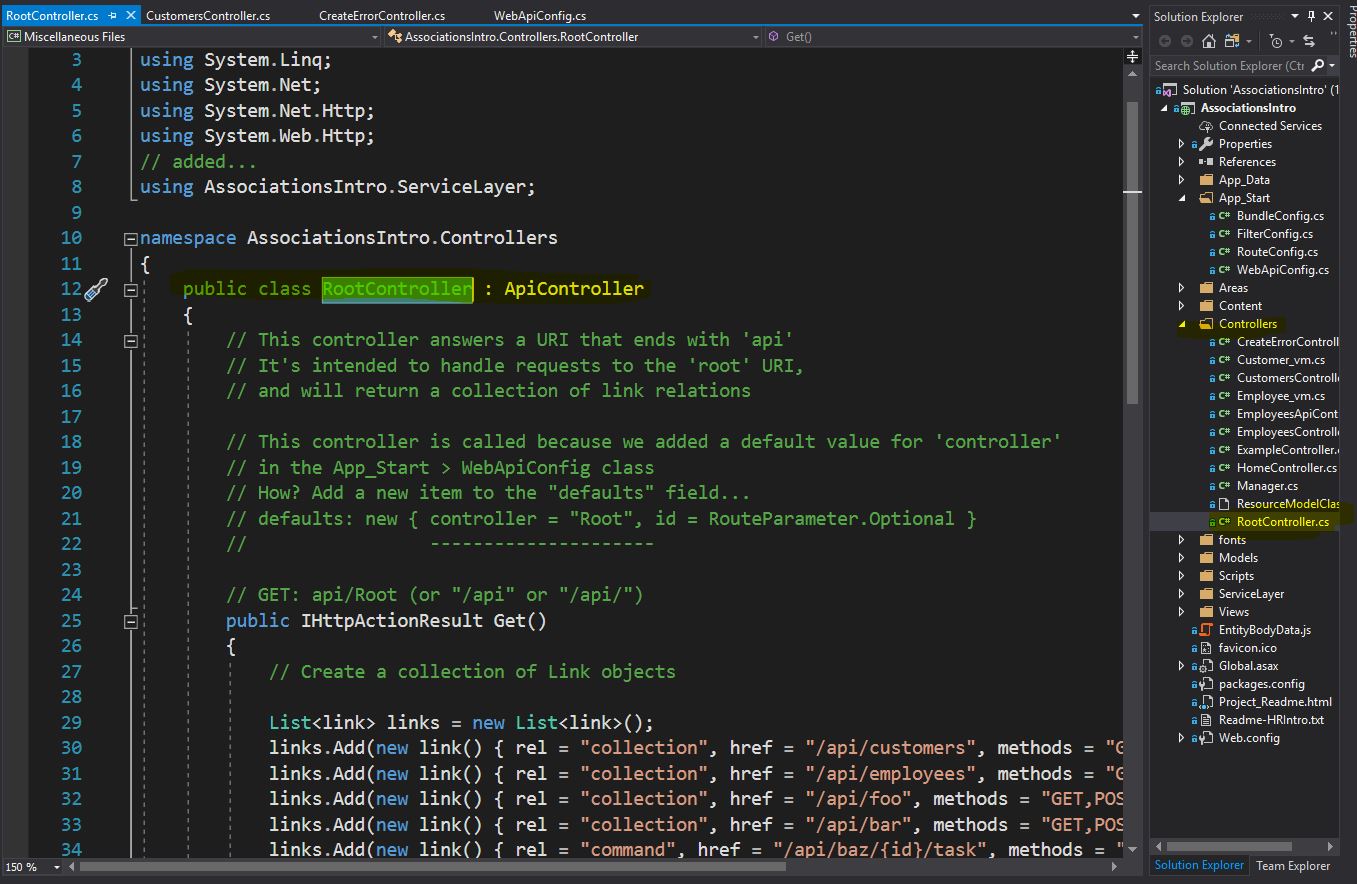 RootController.cs
CustomersController.cs
CreateErrorController.cs
WebApiConfig.cs
Miscellaneous Files
AssociationsIntro.Controllers.RootController
Get()
3 using System.Linq;
4 using System.Net;
5 using System.Net.Http;
6 using System.Web.Http;
7 // added...
8 using AssociationsIntro.ServiceLayer;
9
10 namespace AssociationsIntro.Controllers
11 {
12 public class RootController : ApiController
13 {
14 // This controller answers a URI that ends with 'api'
15 // It's intended to handle requests to the 'root' URI,
16 // and will return a collection of link relations
17
18 // This controller is called because we added a default value for 'controller'
19 // in the App_Start > WebApiConfig class
20 // How? Add a new item to the "defaults" field...
21 // defaults: new { controller = "Root", id = RouteParameter.Optional }
22 // ---------------------
23
24 // GET: api/Root (or "/api" or "/api/")
25 public IHttpActionResult Get()
26 {
27 // Create a collection of Link objects
28
29 List<link> links = new List<link>();
30 links.Add(new link() { rel = "collection", href = "/api/customers", methods = "G
31 links.Add(new link() { rel = "collection", href = "/api/employees", methods = "G
32 links.Add(new link() { rel = "collection", href = "/api/foo", methods = "GET,POS
33 links.Add(new link() { rel = "collection", href = "/api/bar", methods = "GET,POS
34 links.Add(new link() { rel = "command", href = "/api/baz/{id}/task", methods = "
150 %
Solution Explorer
Search Solution Explorer (Ctr
Solution 'AssociationsIntro' (1
AssociationsIntro
Connected Services
Properties
References
App_Data
App_Start
BundleConfig.cs
FilterConfig.cs
RouteConfig.cs
WebApiConfig.cs
Areas
Content
Controllers
CreateErrorControll
Customer_vm.cs
CustomersControlle
Employee_vm.cs
EmployeesApiCont
EmployeesControlle
ExampleController.
HomeController.cs
Manager.cs
ResourceModelClas
RootController.cs
fonts
Models
Scripts
ServiceLayer
Views
EntityBodyData.js
favicon.ico
Global.asax
packages.config
Project_Readme.html
Readme-HRIntro.txt
Web.config
Solution Explorer
Team Explorer
Properties